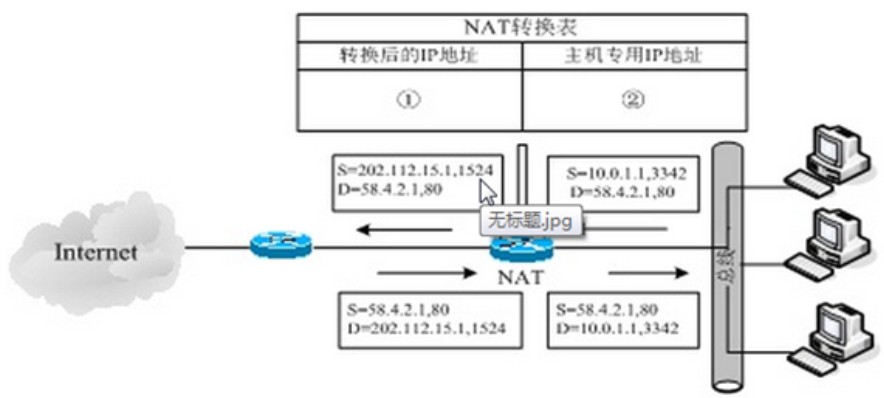 NAT转换表
转换后的IP地址
主机专用IP地址
①
②
S=202.112.15.1,1524
D=58.4.2.1,80
S=10.0.1.1,3342
D=58.4.2.1,80
无标题.jpg
Internet
NAT
总线
S=58.4.2.1,80
D=202.112.15.1,1524
S=58.4.2.1,80
D=10.0.1.1,3342